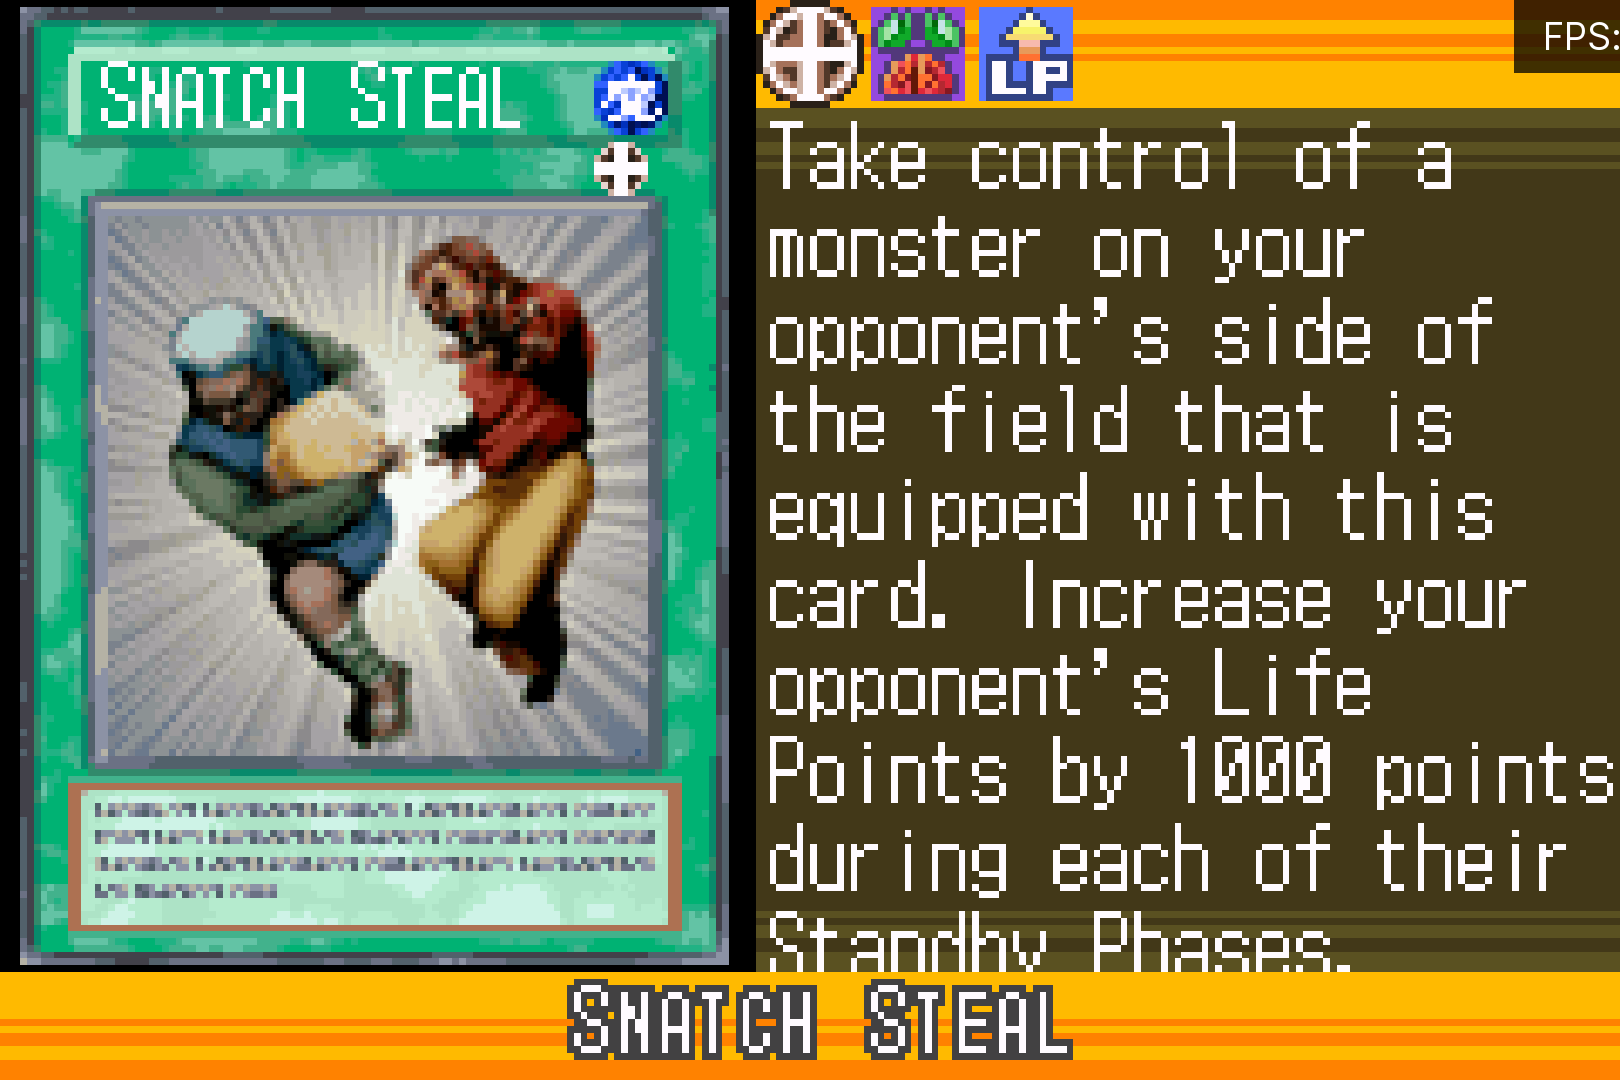 SNATCH STEAL
LP
FPS:
Take control of a
monster on your
opponent's side of
the field that is
equipped with this
card. Increase your
opponent's Life
Points by 1000 points
during each of their
Standby Phases.
SNATCH STEAL